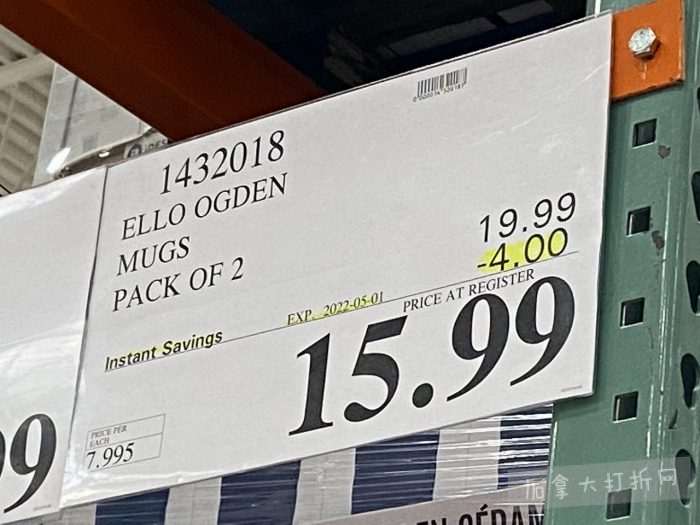 1432018
ELLO OGDEN
MUGS
PACK OF 2
19.99
-4.00
EXP. 2022-05-01
PRICE AT REGISTER
Instant Savings
15.99
PRICE PER
EACH
7.995
99
加拿大打折网